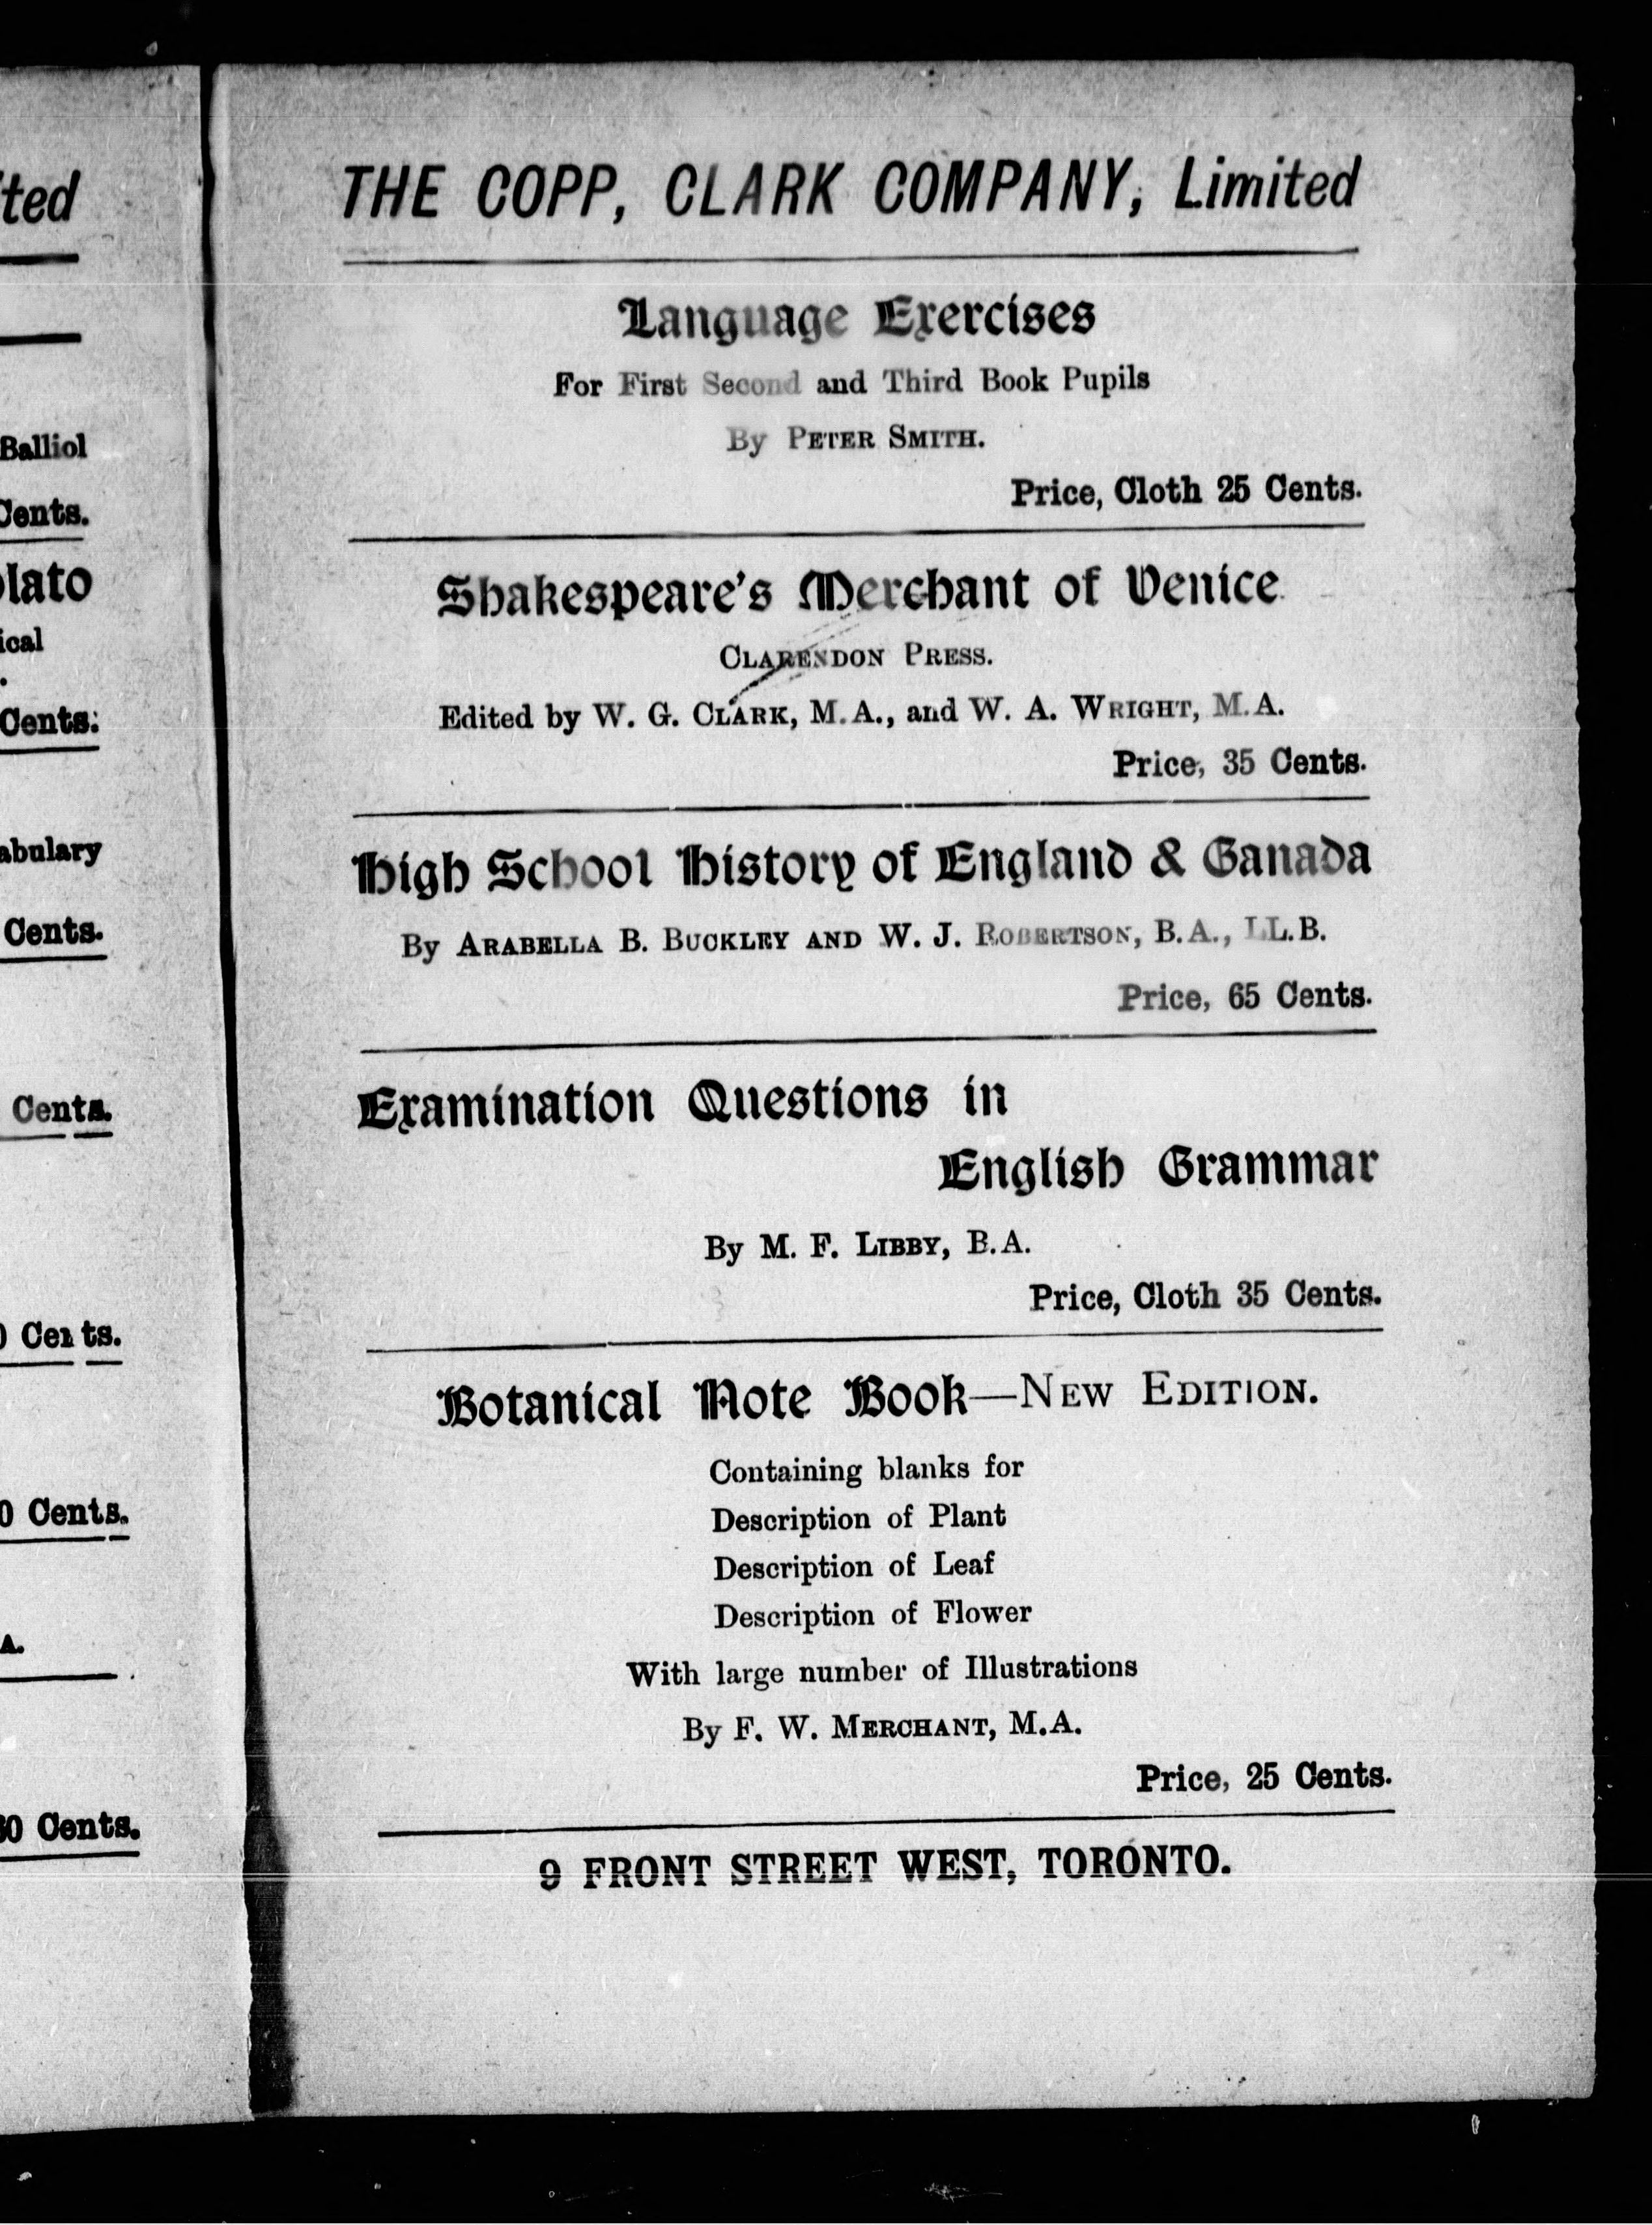 ted
Balliol
Cents.
lato
ical
Cents.
abulary
Cents.
Cents.
Cents.
0 Cents.
A.
0 Cents.
THE COPP, CLARK COMPANY, Limited
Language Exercises
For First Second and Third Book Pupils
By PETER SMITH.
Price, Cloth 25 Cents.
Shakespeare's Merchant of Venice
CLARENDON PRESS.
Edited by W. G. CLARK, M.A., and W. A. WRIGHT, M.A.
Price, 35 Cents.
High School History of England & Canada
By ARABELLA B. BUCKLEY AND W. J. ROBERTSON, B.A., LL.B.
Price, 65 Cents.
Examination Questions in
English Grammar
By M. F. LIBBY, B.A.
Price, Cloth 35 Cents.
Botanical Note Book—NEW EDITION.
Containing blanks for
Description of Plant
Description of Leaf
Description of Flower
With large number of Illustrations
By F. W. MERCHANT, M.A.
Price, 25 Cents.
9 FRONT STREET WEST, TORONTO.